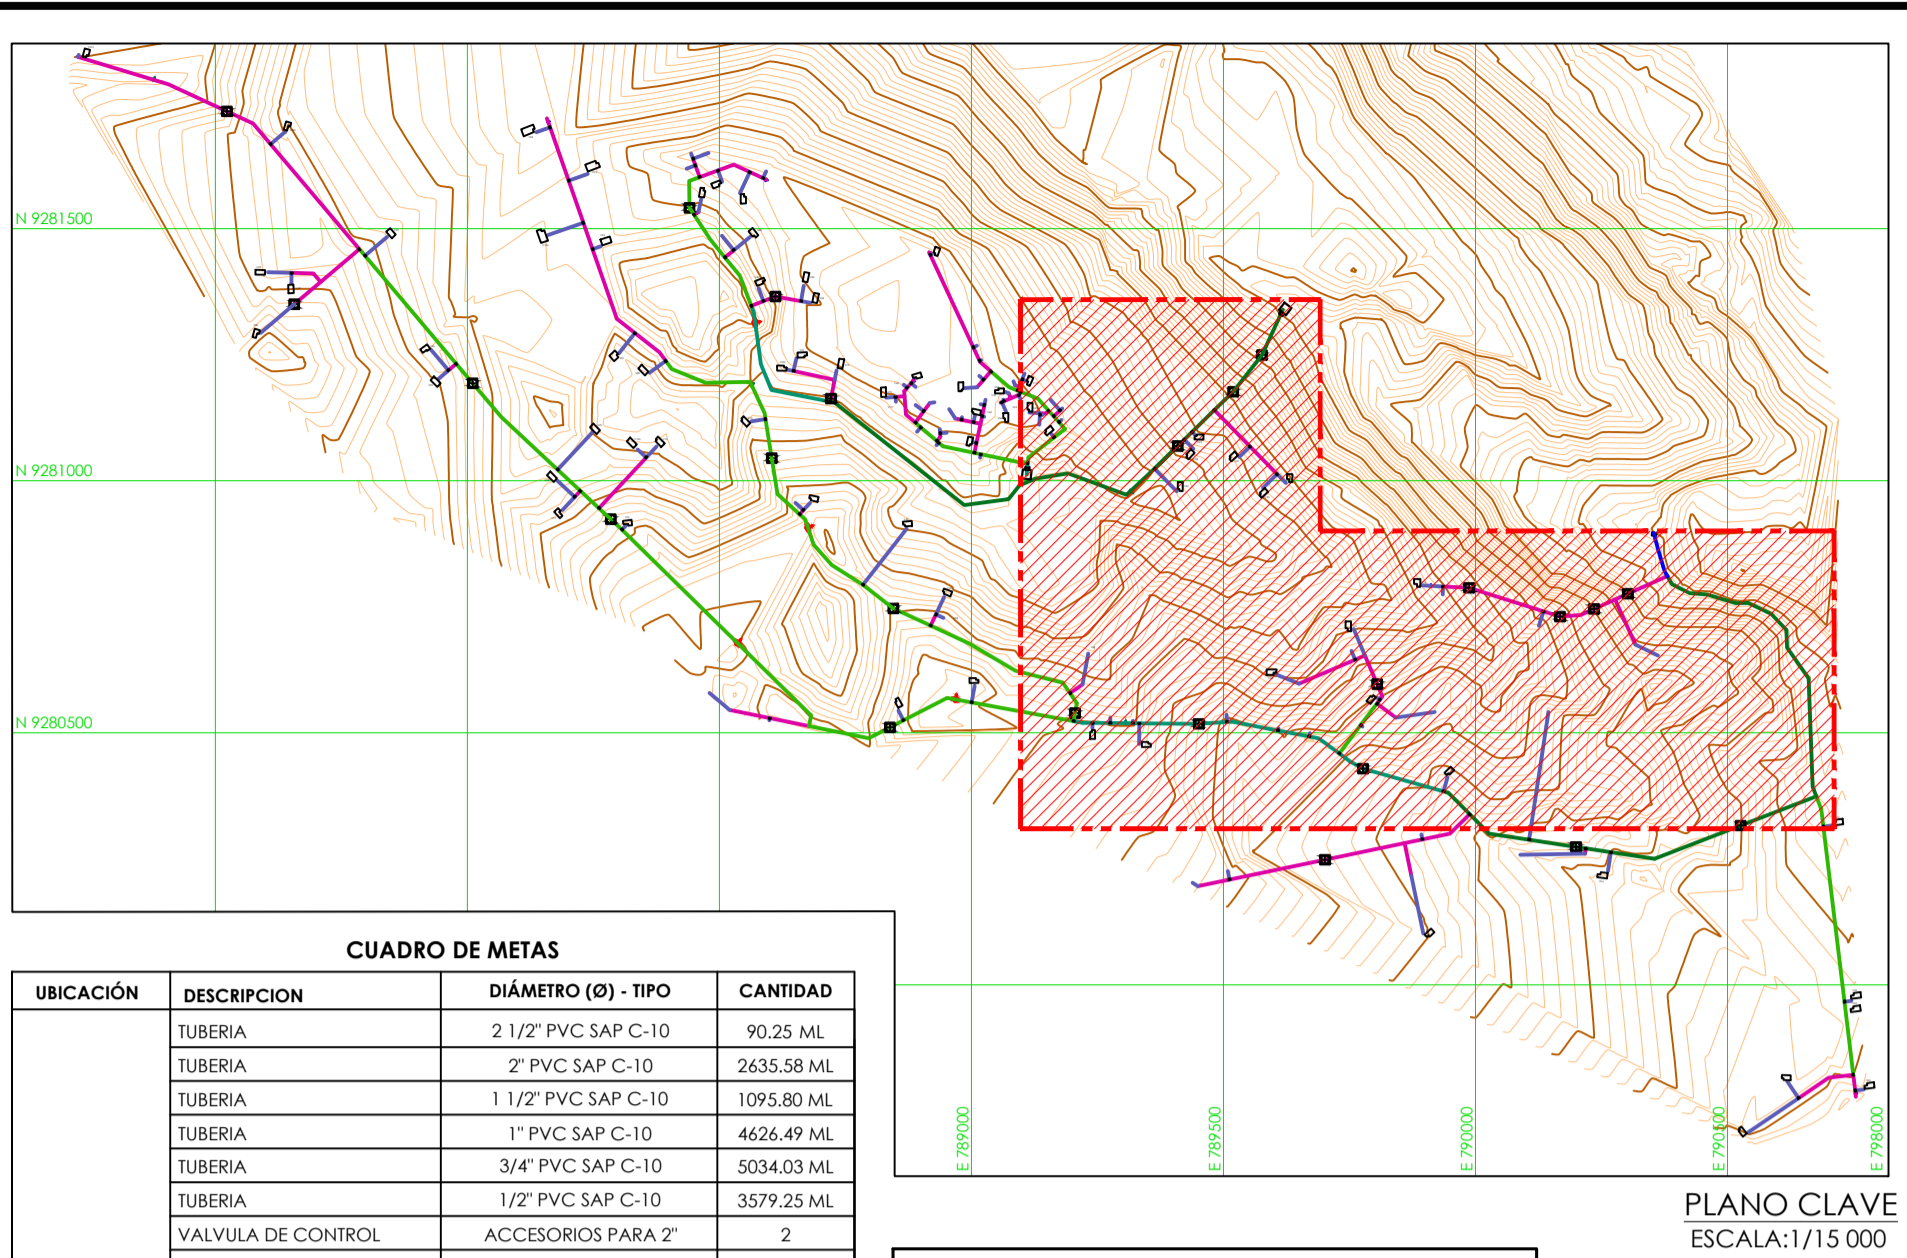 N 9281500
N 9281000
N 9280500
E 789000
E 789500
E 790000
E 790500
E 798000
CUADRO DE METAS
UBICACIÓN DESCRIPCION DIÁMETRO (Ø) - TIPO CANTIDAD
TUBERIA 2 1/2" PVC SAP C-10 90.25 ML
TUBERIA 2" PVC SAP C-10 2635.58 ML
TUBERIA 1 1/2" PVC SAP C-10 1095.80 ML
TUBERIA 1" PVC SAP C-10 4626.49 ML
TUBERIA 3/4" PVC SAP C-10 5034.03 ML
TUBERIA 1/2" PVC SAP C-10 3579.25 ML
VALVULA DE CONTROL ACCESORIOS PARA 2" 2
PLANO CLAVE
ESCALA:1/15 000